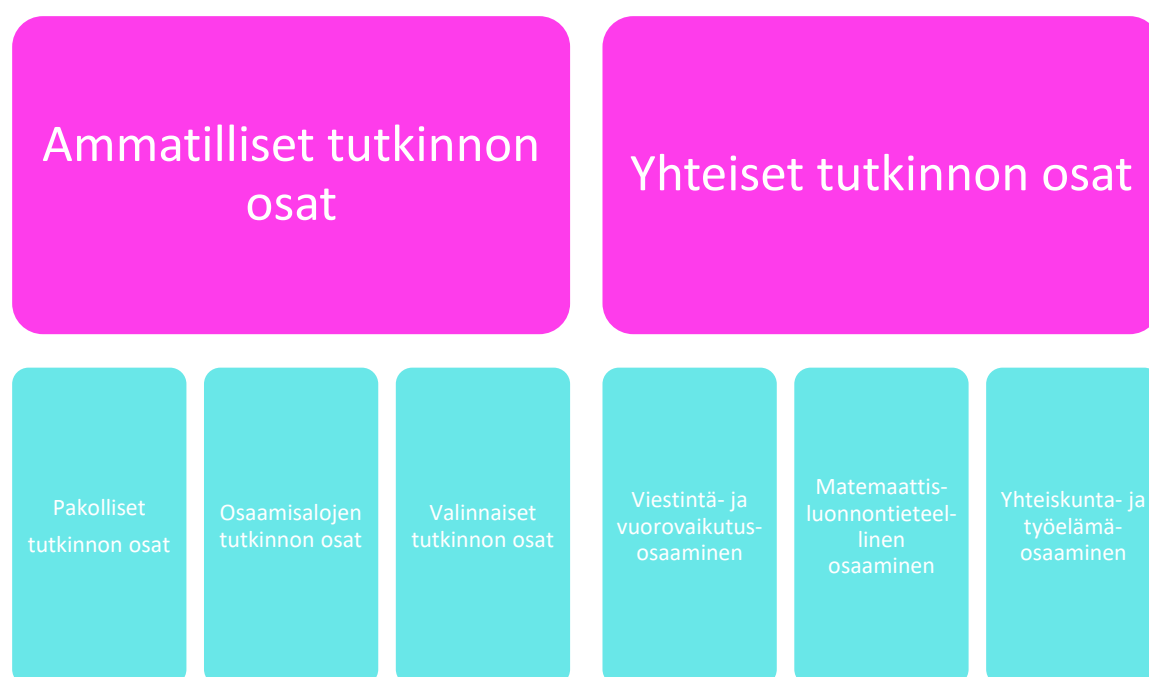 Ammatilliset tutkinnon
osat
Yhteiset tutkinnon osat
Pakolliset
tutkinnon osat
Osaamisalojen
tutkinnon osat
Valinnaiset
tutkinnon osat
Viestintä- ja
vuorovaikutus-
osaaminen
Matemaattis-
luonnontieteel-
linen
osaaminen
Yhteiskunta- ja
työelämä-
osaaminen